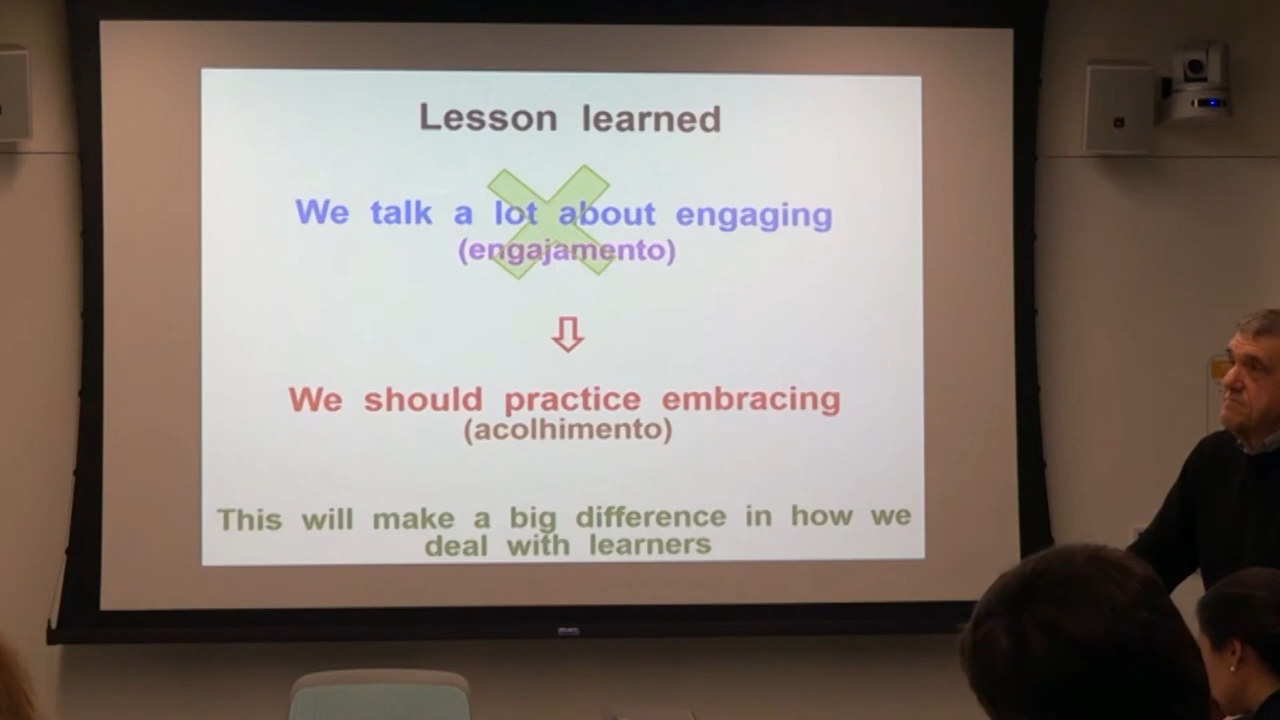 Lesson learned
We talk a lot about engaging
(engajamento)
We should practice embracing
(acolhimento)
This will make a big difference in how we
deal with learners